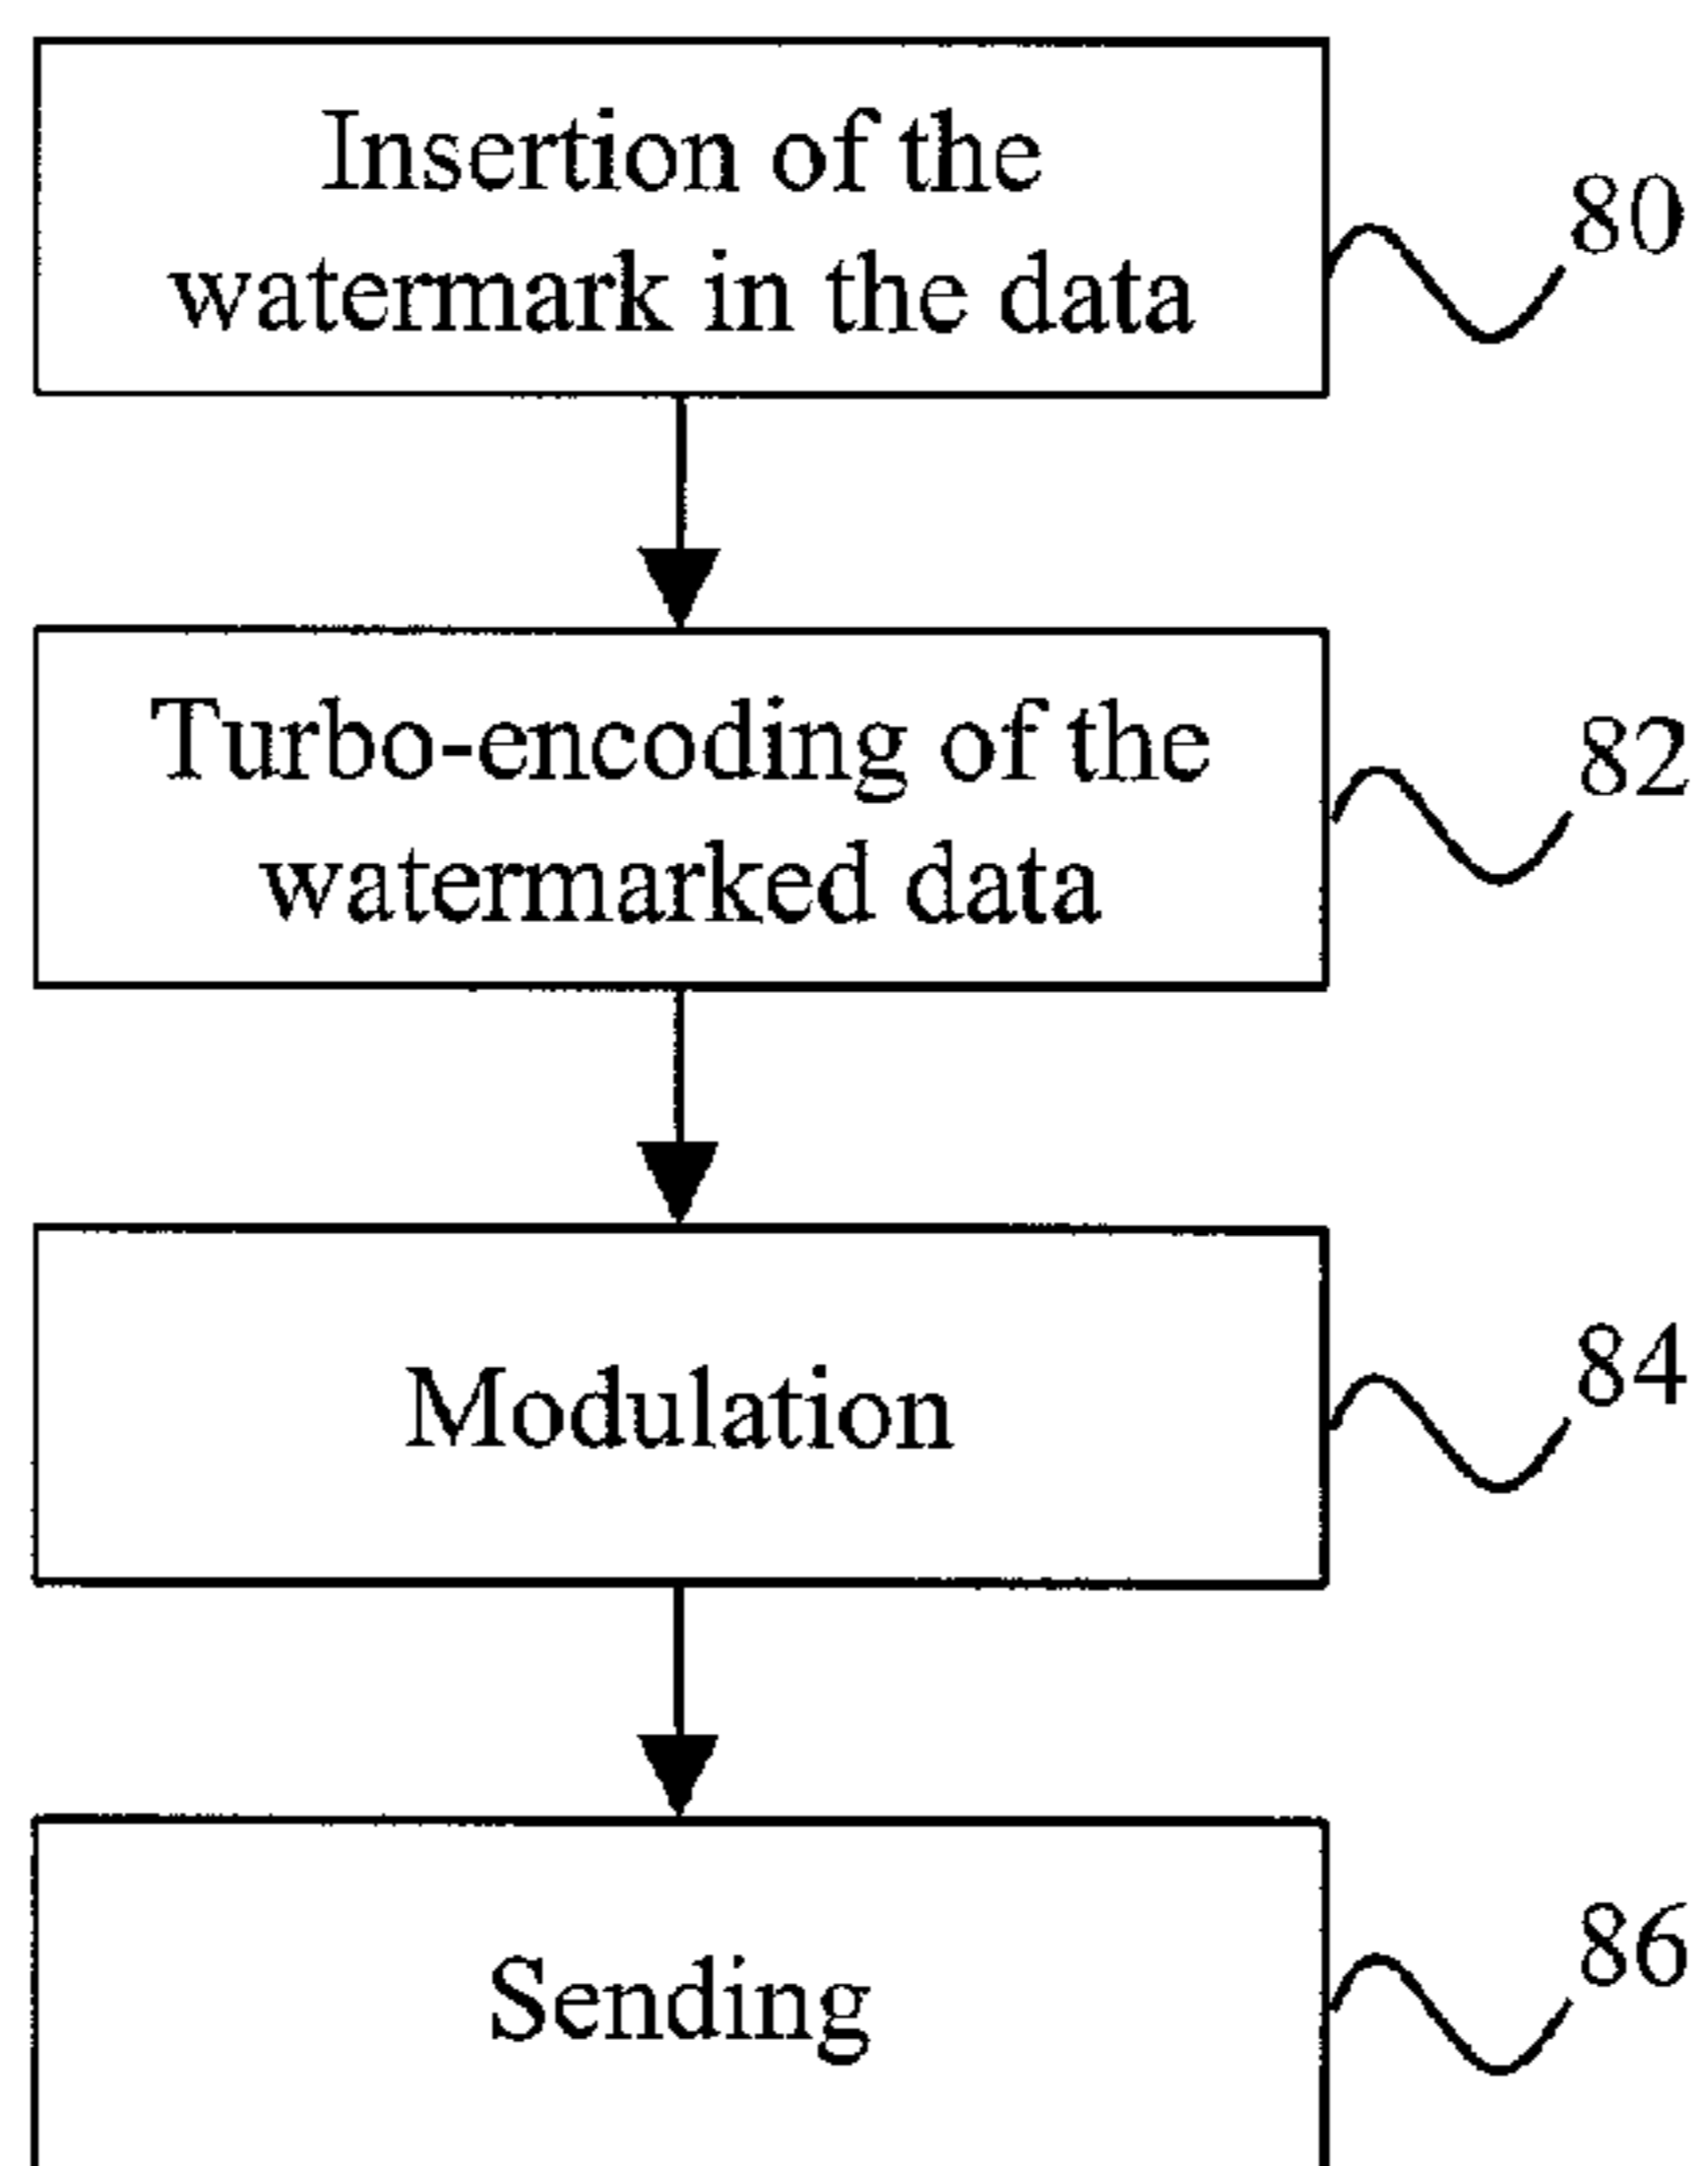 Insertion of the
watermark in the data
80
Turbo-encoding of the
watermarked data
82
Modulation
84
Sending
86